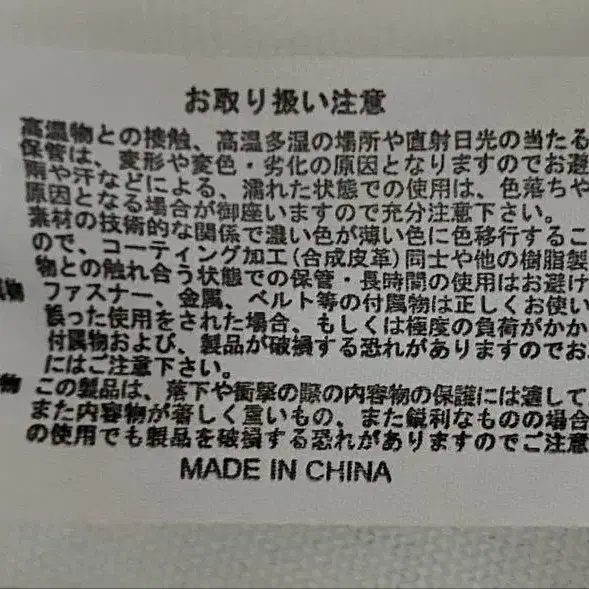 お取り扱い注意
高温物との接触、高温多湿の場所や直射日光の当たる
保管は、変形や変色・劣化の原因となりますのでお避
雨や汗などによる、濡れた状態での使用は、色落ちや
原因となる場合が御座いますので充分注意下さい。
素材の技術的な関係で濃い色が薄い色に色移行するこ
ので、コーティング加工(合成皮革)同士や他の樹脂製
物との触れ合う状態での保管・長時間の使用はお避け
物 ファスナー、金属、ベルト等の付属物は正しくお使い
誤った使用をされた場合、もしくは極度の負荷がかか
付属物および、製品が破損する恐れがありますのでお
にはご注意下さい。
物 この製品は、落下や衝撃の際の内容物の保護には適して
また内容物が著しく重いもの、また鋭利なものの場合
の使用でも製品を破損する恐れがありますのでご注意
MADE IN CHINA